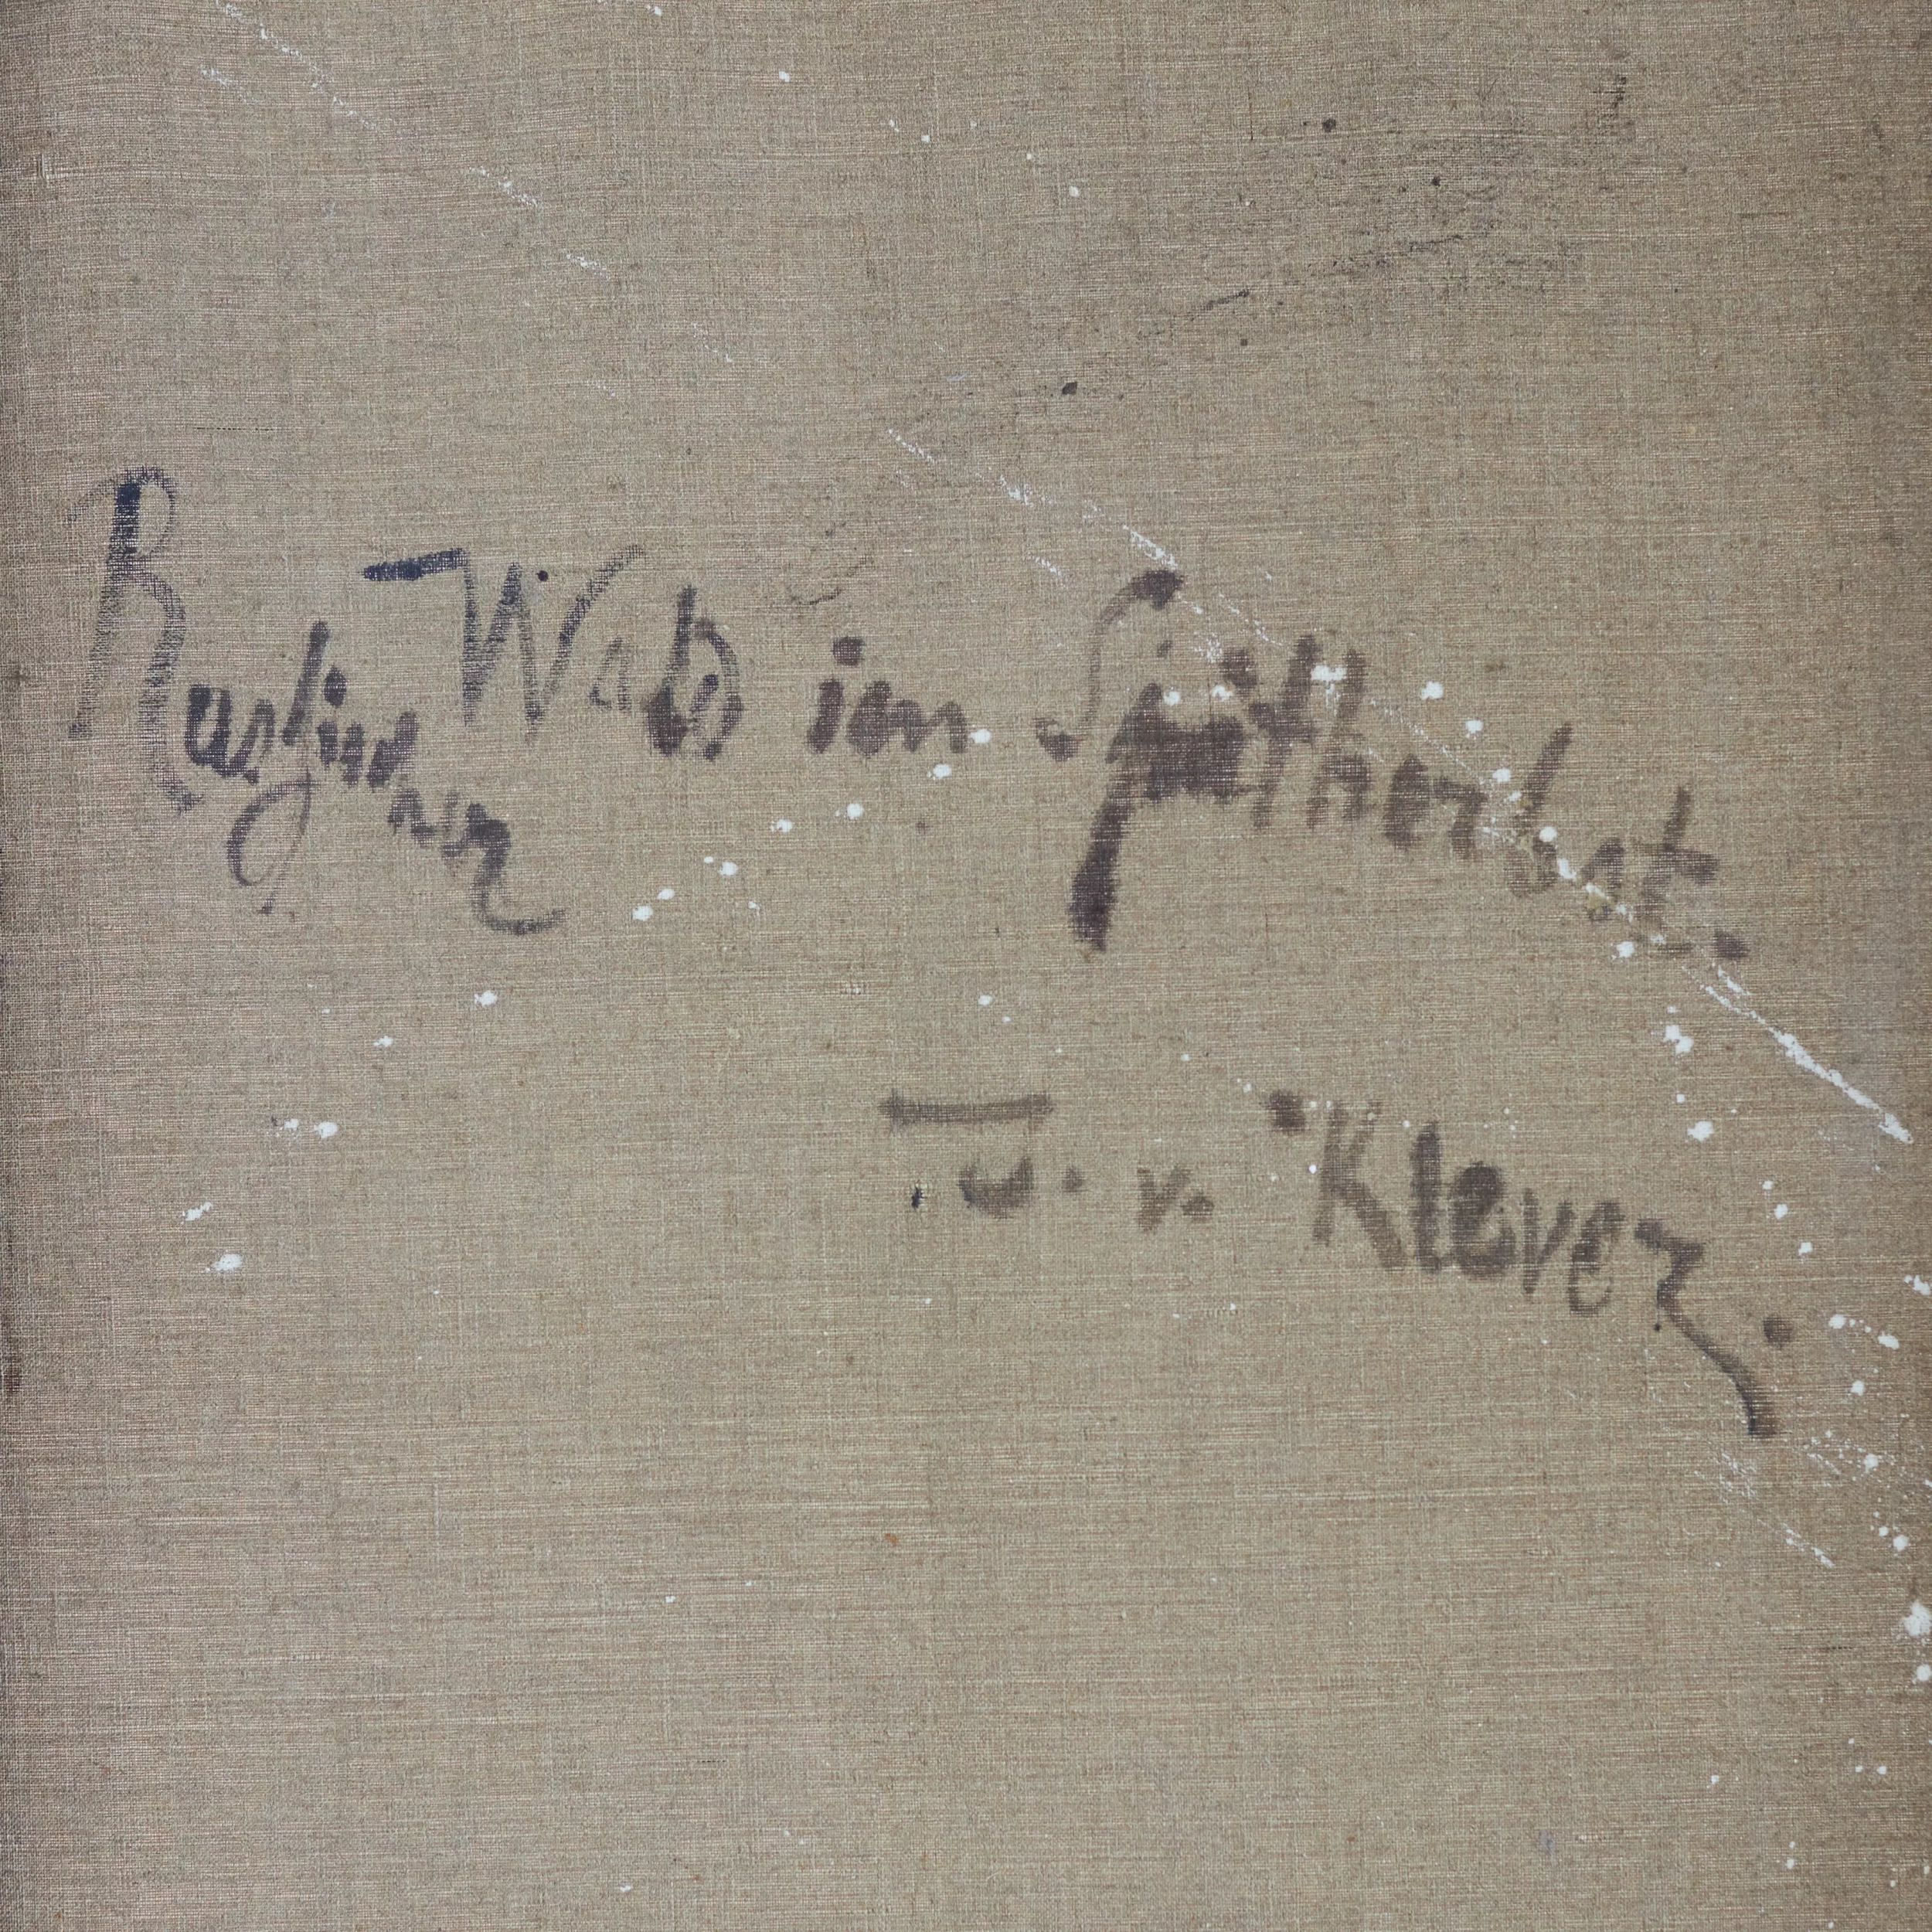 Wald im Spätherbst.
J. v. Klever.